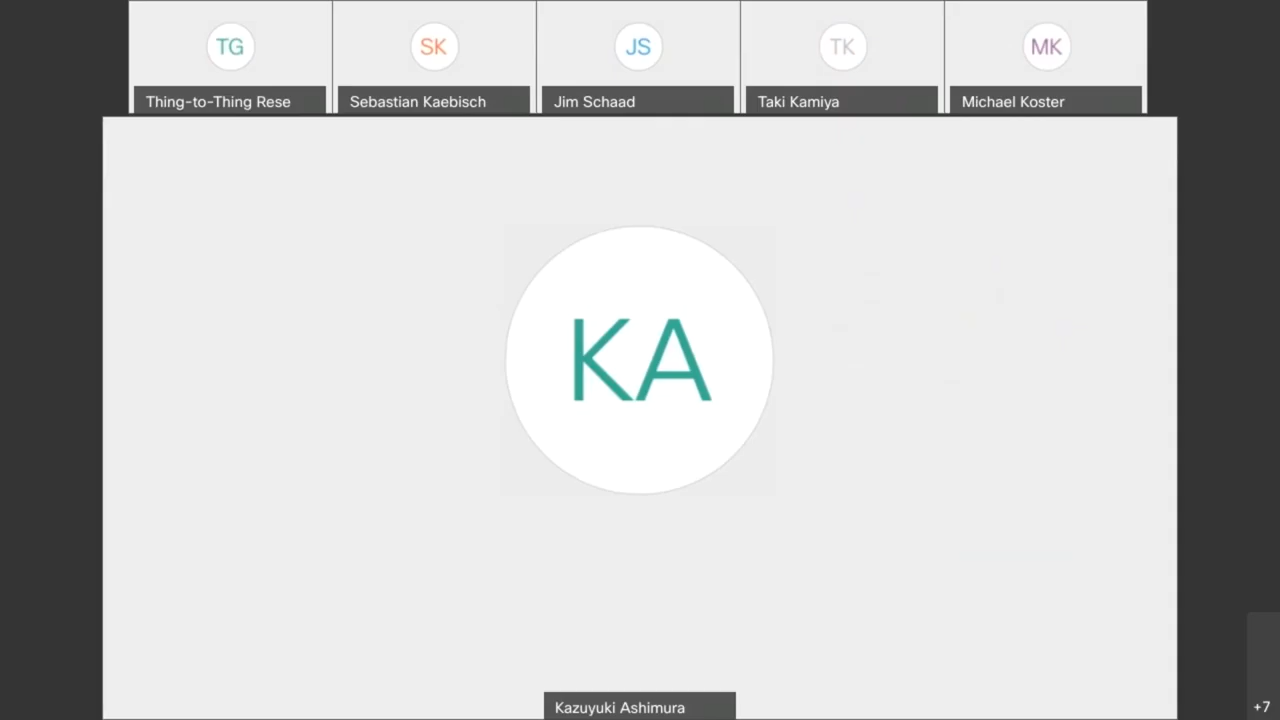 TG
SK
JS
TK
MK
Thing-to-Thing Rese
Sebastian Kaebisch
Jim Schaad
Taki Kamiya
Michael Koster
KA
Kazuyuki Ashimura
+7